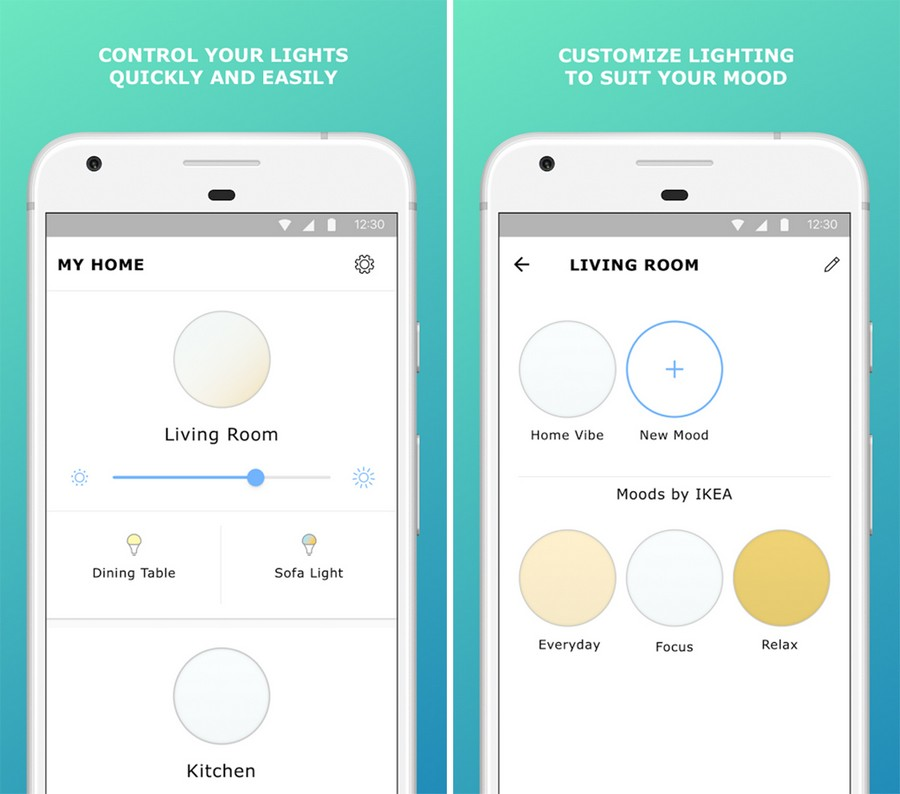 CONTROL YOUR LIGHTS
QUICKLY AND EASILY
12:30
MY HOME
Living Room
Dining Table
Sofa Light
Kitchen
CUSTOMIZE LIGHTING
TO SUIT YOUR MOOD
12:30
LIVING ROOM
Home Vibe
New Mood
Moods by IKEA
Everyday
Focus
Relax